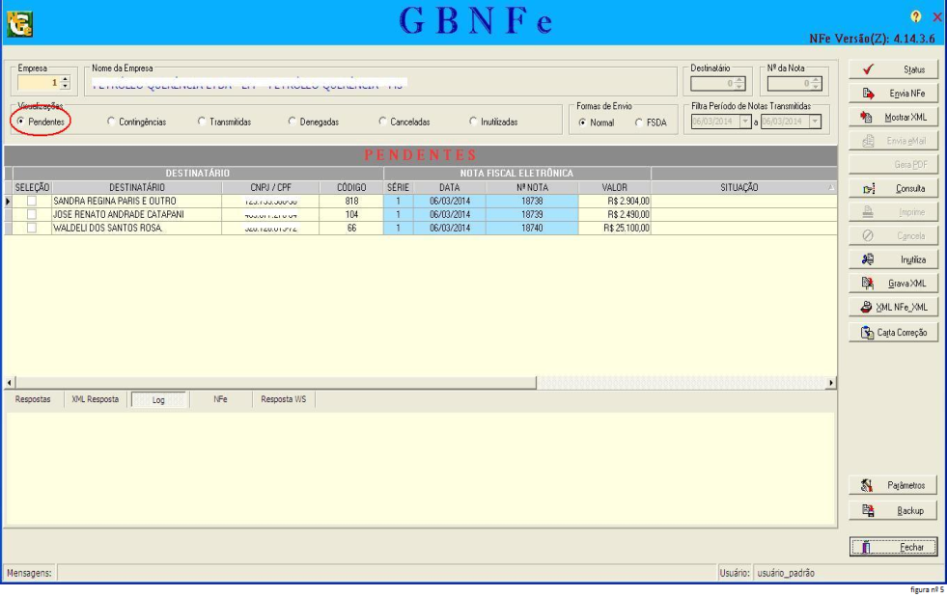 GBNFe
NFe Versão(Z): 4.14.3.6
Empresa
1
Nome da Empresa
Destinatário
0
Nº da Nota
0
Visualizações
Pendentes
Contingências
Transmitidas
Denegadas
Canceladas
Inutilizadas
Formas de Envio
Normal
FSDA
Filtra Período de Notas Transmitidas
06/03/2014 a 06/03/2014
PENDENTES
DESTINATÁRIO NOTA FISCAL ELETRÔNICA
SELEÇÃO DESTINATÁRIO CNPJ / CPF CÓDIGO SÉRIE DATA Nº NOTA VALOR SITUAÇÃO
SANDRA REGINA PARIS E OUTRO 818 1 06/03/2014 18738 R$ 2.904,00
JOSE RENATO ANDRADE CATAPANI 104 1 06/03/2014 18739 R$ 2.490,00
WALDELI DOS SANTOS ROSA. 66 1 06/03/2014 18740 R$ 25.100,00
Respostas XML Resposta Log NFe Resposta WS
Status
Envia NFe
Mostrar XML
Envia eMail
Gera PDF
Consulta
Imprime
Cancela
Inutiliza
Grava XML
XML NFe_XML
Carta Correção
Parâmetros
Backup
Fechar
Mensagens:
Usuário: usuário_padrão
figura nº 5